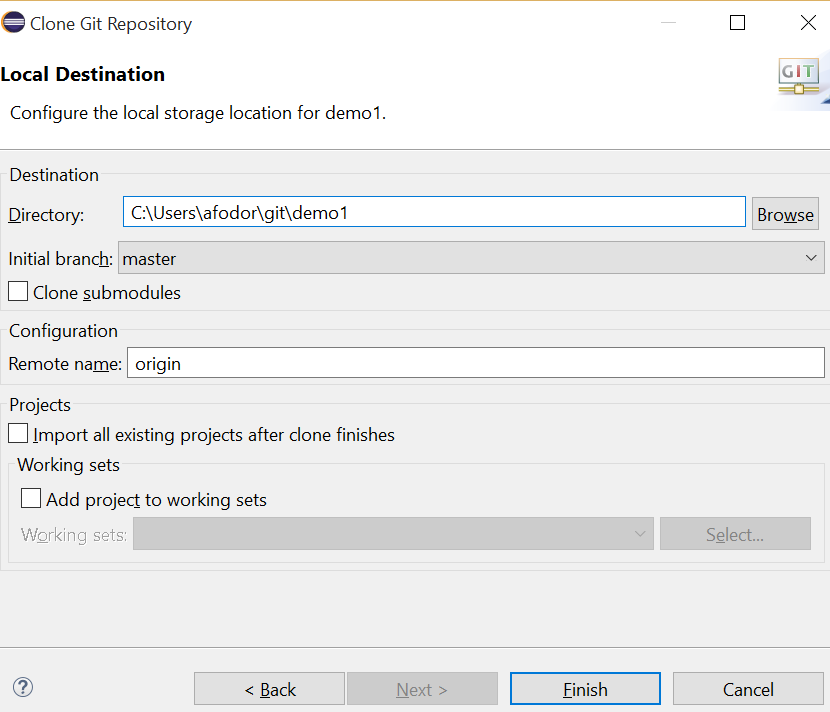 Clone Git Repository
Local Destination
GIT
Configure the local storage location for demo1.
Destination
Directory: C:\Users\afodor\git\demo1 Browse
Initial branch: master
Clone submodules
Configuration
Remote name: origin
Projects
Import all existing projects after clone finishes
Working sets
Add project to working sets
Working sets: Select...
? < Back Next > Finish Cancel